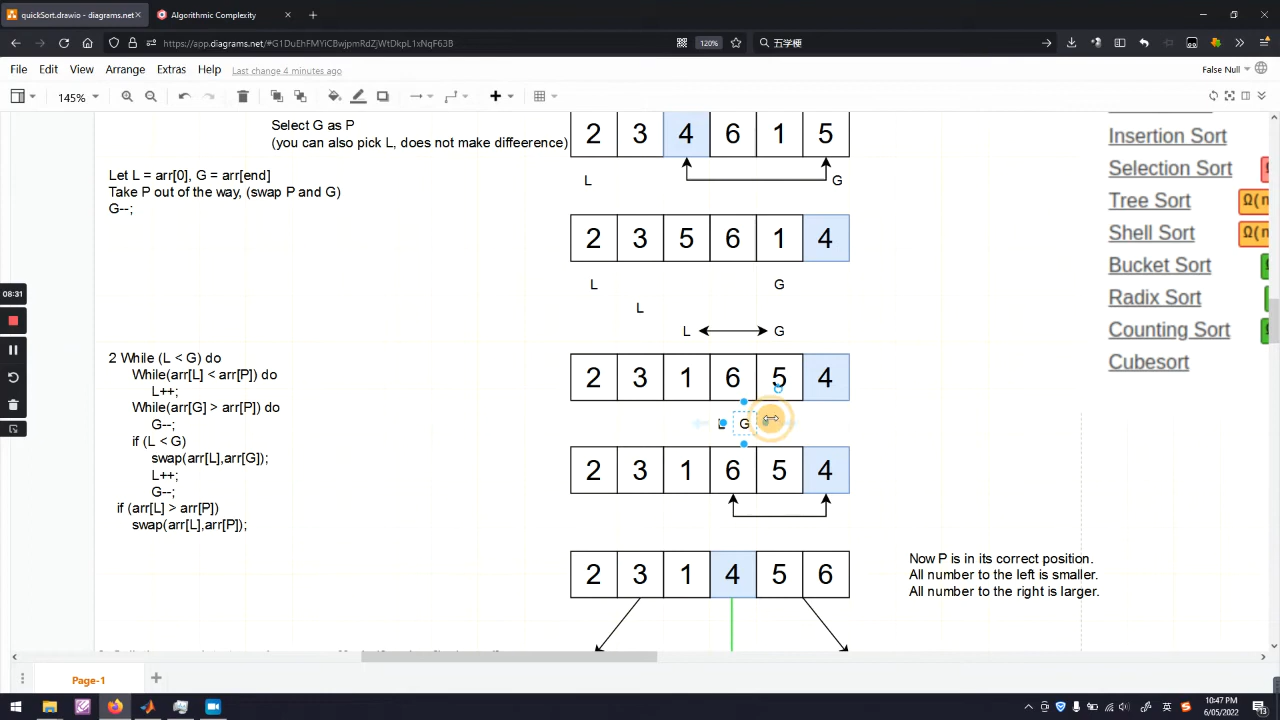 quickSort.drawio - diagrams.net
Algorithmic Complexity
https://app.diagrams.net/#G1DuEhFMYiCBwjpmRdZjWtDkpL1xNqF63B
120%
五学梗
File Edit View Arrange Extras Help Last change 4 minutes ago
False Null
145%
Select G as P
(you can also pick L, does not make differeence)
2 3 4 6 1 5
L G
Let L = arr[0], G = arr[end]
Take P out of the way, (swap P and G)
G--;
2 3 5 6 1 4
L G
L
L G
2 While (L < G) do
While(arr[L] < arr[P]) do
L++;
While(arr[G] > arr[P]) do
G--;
if (L < G)
swap(arr[L],arr[G]);
L++;
G--;
if (arr[L] > arr[P])
swap(arr[L],arr[P]);
2 3 1 6 5 4
L G
2 3 1 6 5 4
2 3 1 4 5 6
Now P is in its correct position.
All number to the left is smaller.
All number to the right is larger.
Insertion Sort
Selection Sort
Tree Sort
Shell Sort
Bucket Sort
Radix Sort
Counting Sort
Cubesort
Ω(n
Ω(n
08:31
Page-1
英
10:47 PM
6/05/2022